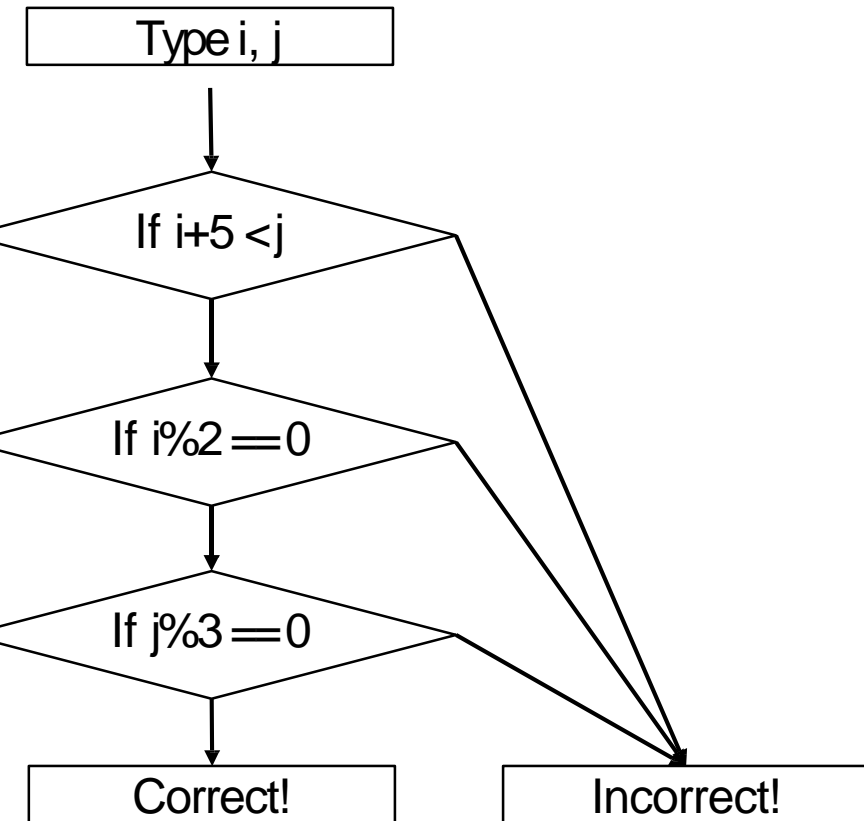 Type i, j
If i+5 <j
If i%2 ==0
If j%3 ==0
Correct!
Incorrect!